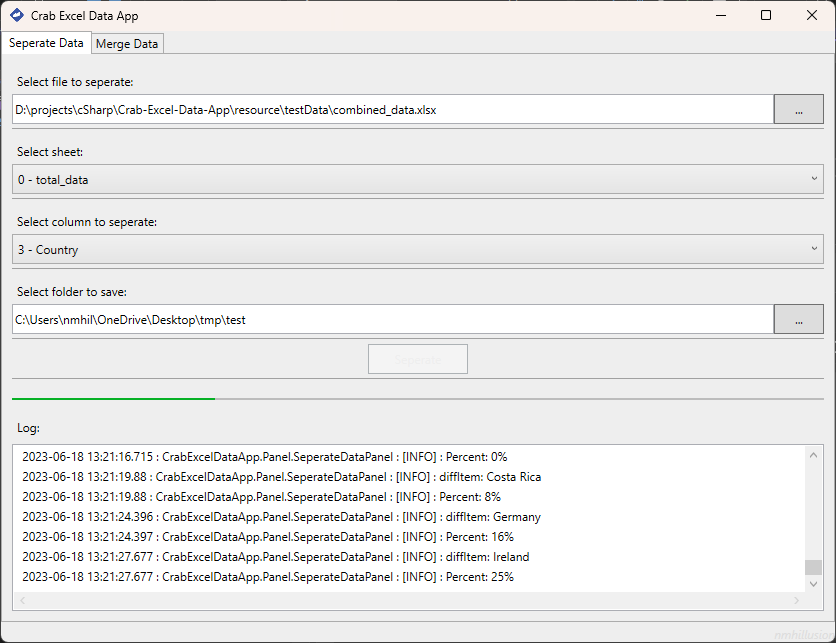 Crab Excel Data App
Seperate Data
Merge Data
Select file to seperate:
D:\projects\cSharp\Crab-Excel-Data-App\resource\testData\combined_data.xlsx
...
Select sheet:
0 - total_data
Select column to seperate:
3 - Country
Select folder to save:
C:\Users\nmhil\OneDrive\Desktop\tmp\test
...
Log:
2023-06-18 13:21:16.715 : CrabExcelDataApp.Panel.SeperateDataPanel : [INFO] : Percent: 0%
2023-06-18 13:21:19.88 : CrabExcelDataApp.Panel.SeperateDataPanel : [INFO] : diffItem: Costa Rica
2023-06-18 13:21:19.88 : CrabExcelDataApp.Panel.SeperateDataPanel : [INFO] : Percent: 8%
2023-06-18 13:21:24.396 : CrabExcelDataApp.Panel.SeperateDataPanel : [INFO] : diffItem: Germany
2023-06-18 13:21:24.397 : CrabExcelDataApp.Panel.SeperateDataPanel : [INFO] : Percent: 16%
2023-06-18 13:21:27.677 : CrabExcelDataApp.Panel.SeperateDataPanel : [INFO] : diffItem: Ireland
2023-06-18 13:21:27.677 : CrabExcelDataApp.Panel.SeperateDataPanel : [INFO] : Percent: 25%